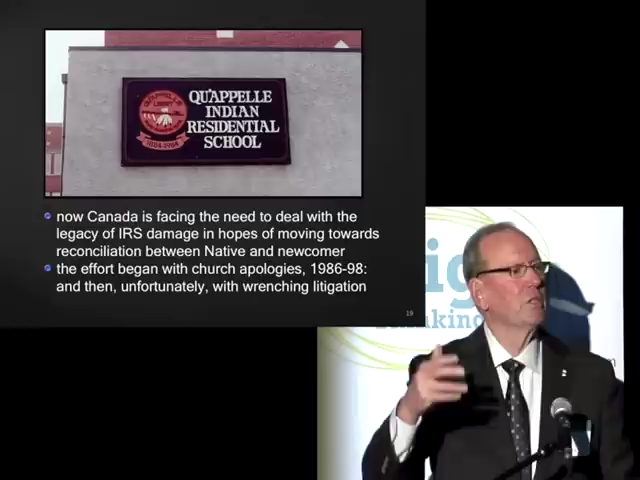 QU'APPELLE
INDIAN
RESIDENTIAL
SCHOOL
1884-1984
now Canada is facing the need to deal with the
legacy of IRS damage in hopes of moving towards
reconciliation between Native and newcomer
the effort began with church apologies, 1986-98:
and then, unfortunately, with wrenching litigation
19
ig
inking